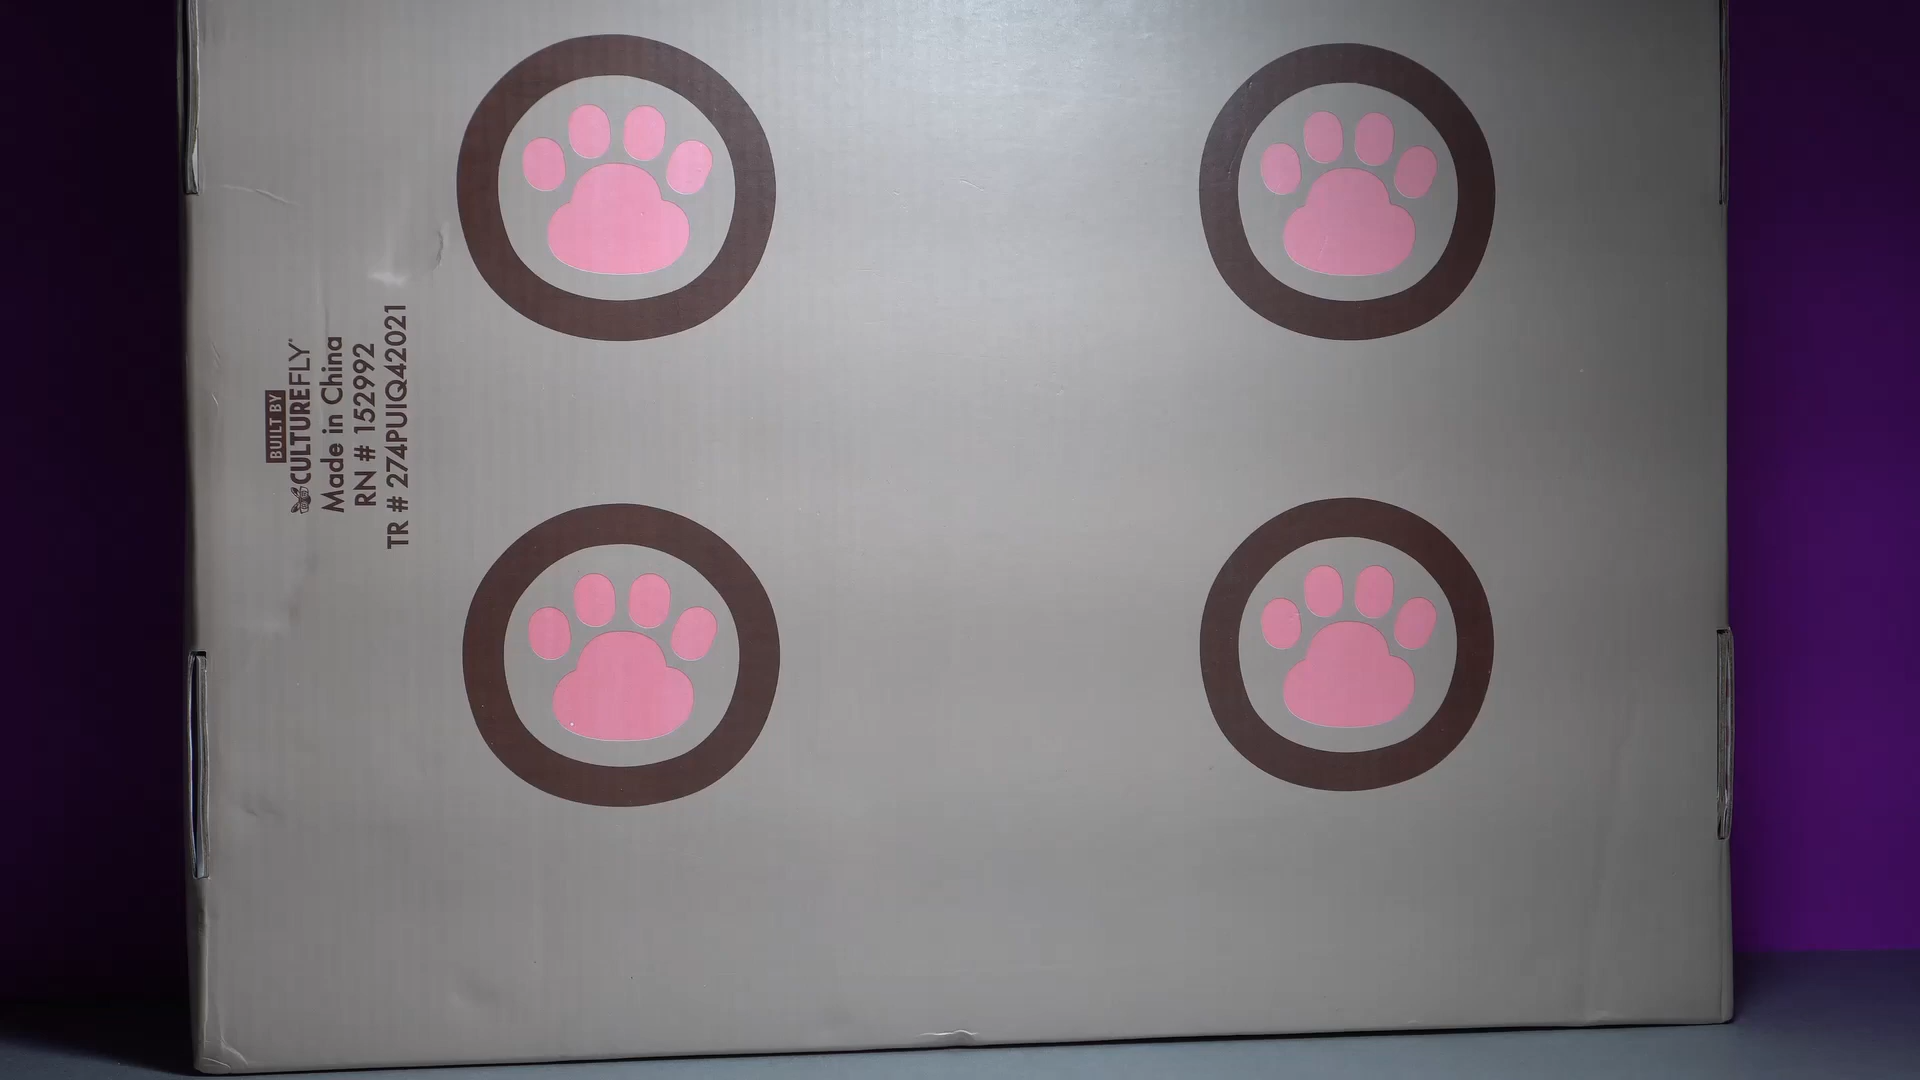 BUILT BY
CULTUREFLY
Made in China
RN # 152992
TR # 274PUIQ42021